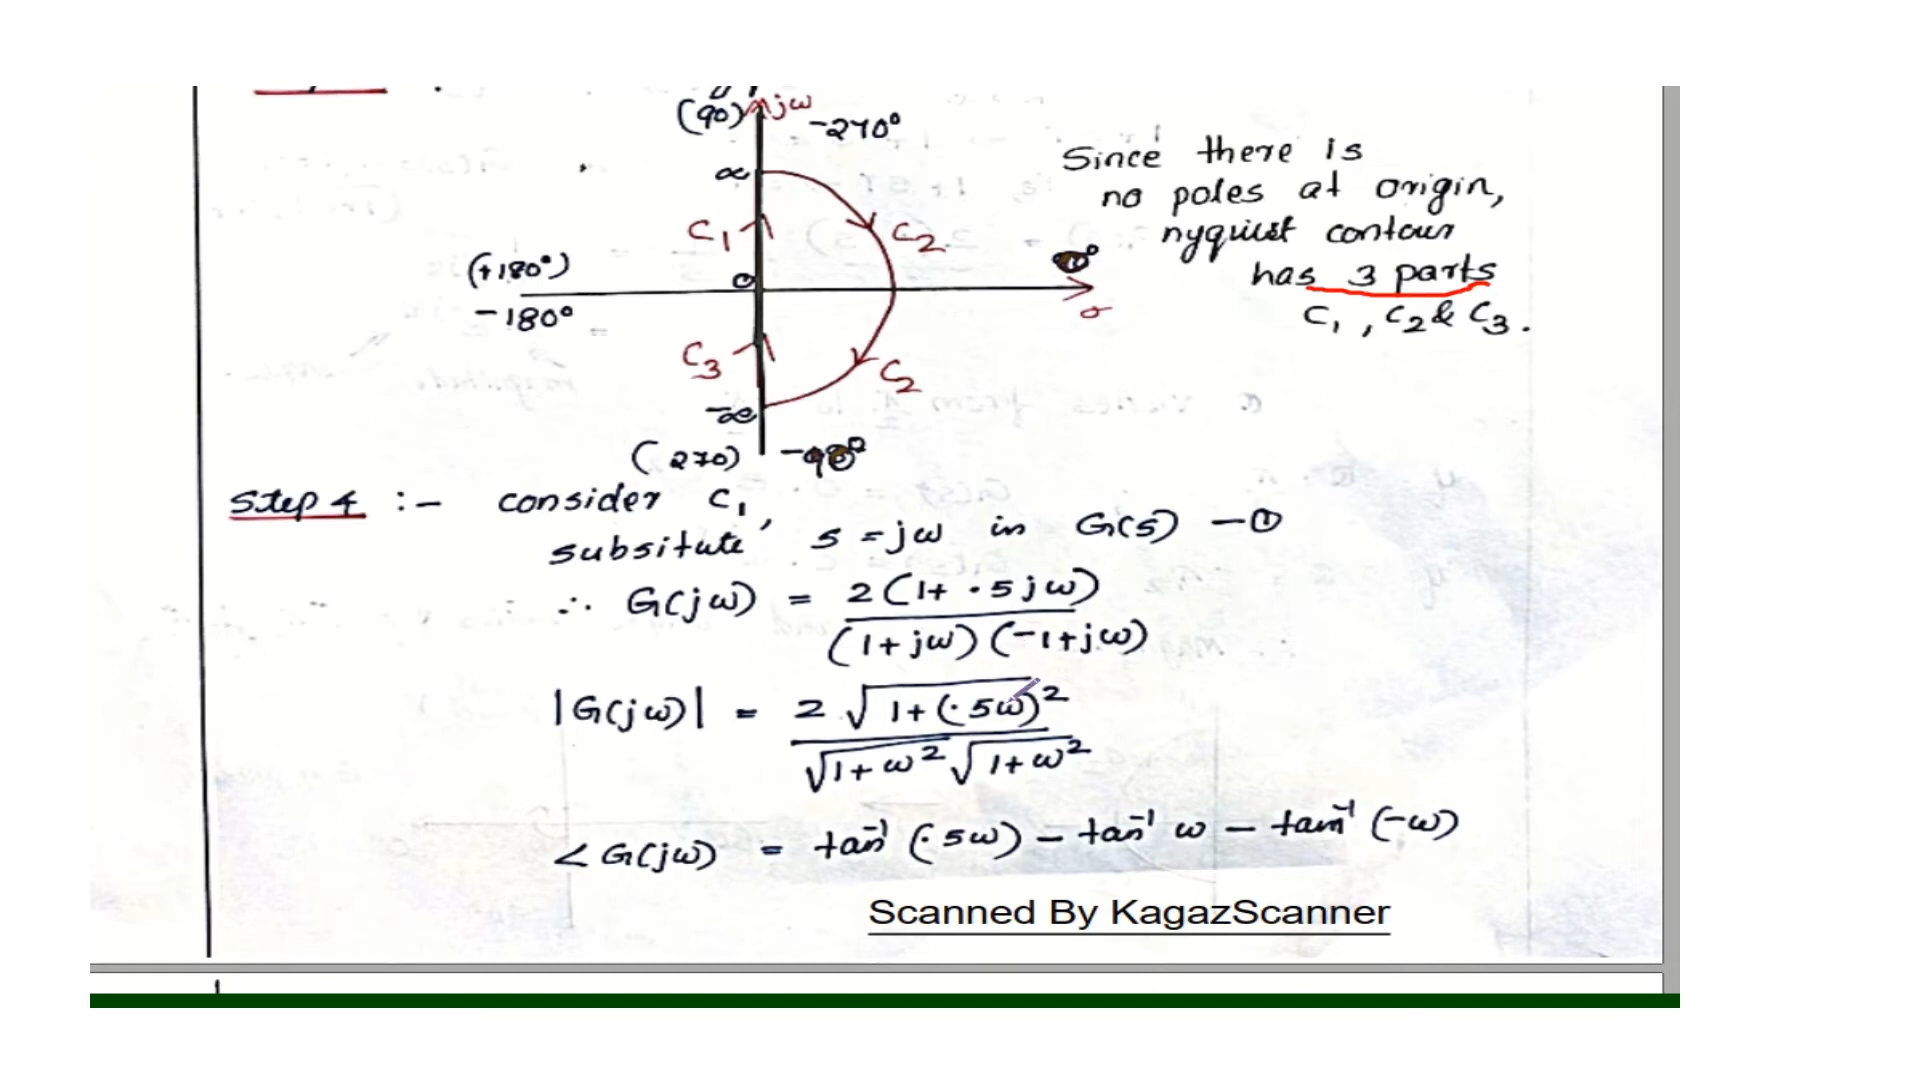 (90) jω -270°
∝
C1 C2
(+180°) 0
-180° σ
C3 C2
-∝
( 270)
Since there is
no poles at origin,
nyquist contour
has 3 parts
C1, C2 & C3.
Step 4 :- consider C1,
subsitute s = jω in G(s) — ①
∴ G(jω) = 2(1+ .5jω) / (1+jω)(-1+jω)
|G(jω)| = 2 √1+(.5ω)² / √1+ω² √1+ω²
∠G(jω) = tan⁻¹ (.5ω) - tan⁻¹ ω - tan⁻¹ (-ω)
Scanned By KagazScanner